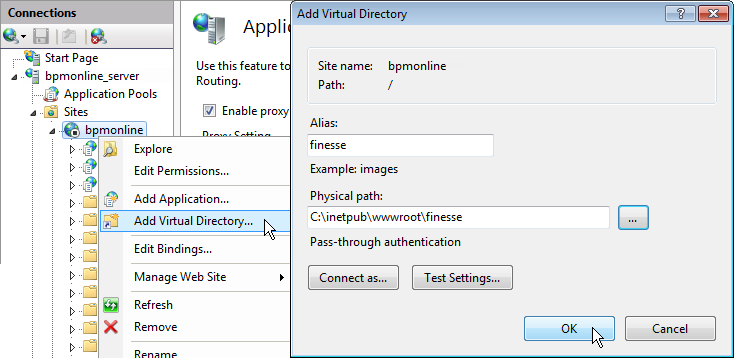 Connections
Start Page
bpmonline_server
Application Pools
Sites
bpmonline
Explore
Edit Permissions...
Add Application...
Add Virtual Directory...
Edit Bindings...
Manage Web Site
Refresh
Remove
Rename
Applic
Use this feature to
Routing.
Enable proxy
Proxy Setting
Add Virtual Directory
?
Site name: bpmonline
Path: /
Alias:
finesse
Example: images
Physical path:
C:\inetpub\wwwroot\finesse
...
Pass-through authentication
Connect as...
Test Settings...
OK
Cancel